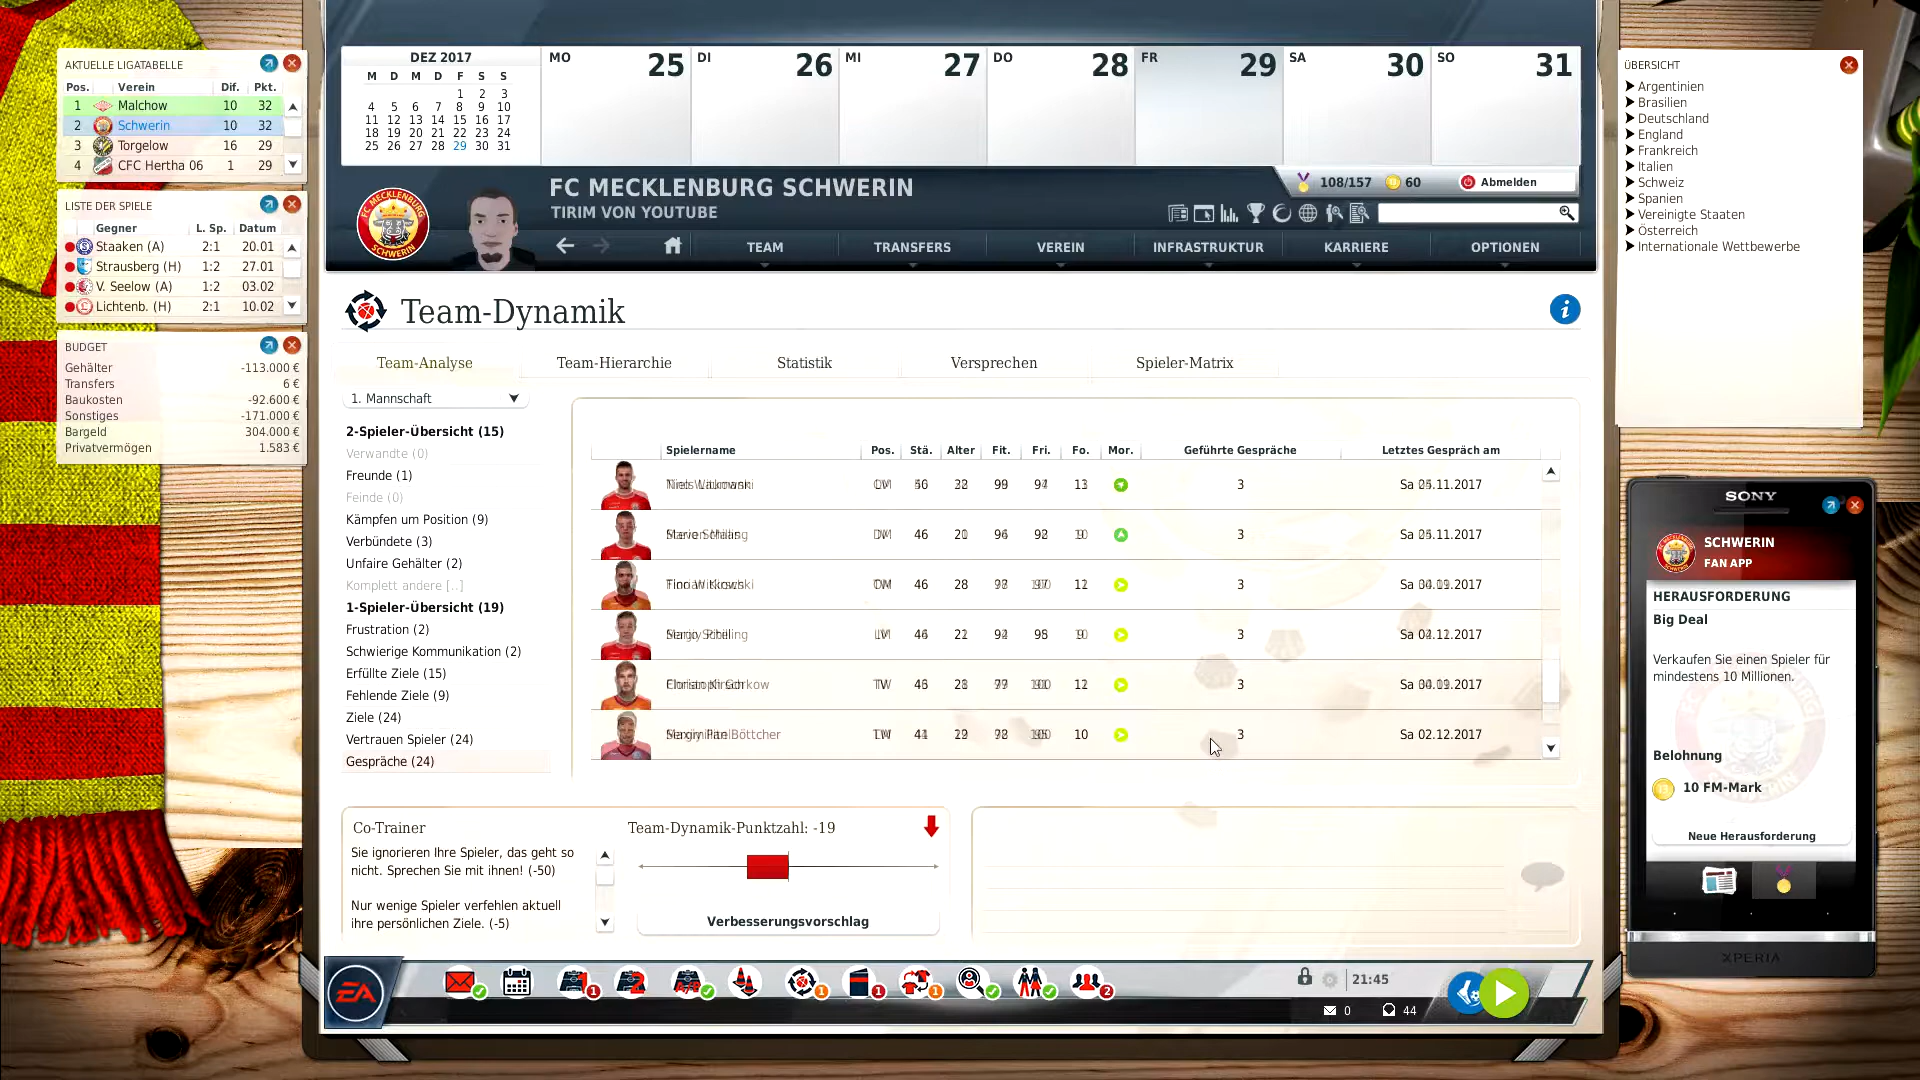 AKTUELLE LIGATABELLE
Pos. Verein Dif. Pkt.
1 Malchow 10 32
2 Schwerin 10 32
3 Torgelow 16 29
4 CFC Hertha 06 1 29
LISTE DER SPIELE
Gegner L. Sp. Datum
Staaken (A) 2:1 20.01
Strausberg (H) 1:2 27.01
V. Seelow (A) 1:2 03.02
Lichtenb. (H) 2:1 10.02
BUDGET
Gehälter -113.000 €
Transfers 6 €
Baukosten -92.600 €
Sonstiges -171.000 €
Bargeld 304.000 €
Privatvermögen 1.583 €
DEZ 2017
M D M D F S S
1 2 3
4 5 6 7 8 9 10
11 12 13 14 15 16 17
18 19 20 21 22 23 24
25 26 27 28 29 30 31
MO 25 DI 26 MI 27 DO 28 FR 29 SA 30 SO 31
FC MECKLENBURG SCHWERIN
TIRIM VON YOUTUBE
108/157 60 Abmelden
TEAM TRANSFERS VEREIN INFRASTRUKTUR KARRIERE OPTIONEN
Team-Dynamik
Team-Analyse Team-Hierarchie Statistik Versprechen Spieler-Matrix
1. Mannschaft
2-Spieler-Übersicht (15)
Verwandte (0)
Freunde (1)
Feinde (0)
Kämpfen um Position (9)
Verbündete (3)
Unfaire Gehälter (2)
Komplett andere [..]
1-Spieler-Übersicht (19)
Frustration (2)
Schwierige Kommunikation (2)
Erfüllte Ziele (15)
Fehlende Ziele (9)
Ziele (24)
Vertrauen Spieler (24)
Gespräche (24)
Spielername Pos. Stä. Alter Fit. Fri. Fo. Mor. Geführte Gespräche Letztes Gespräch am
3 Sa
46 3 Sa
46 28 3 Sa
3 Sa
3 Sa
10 3 Sa 02.12.2017
Co-Trainer
Sie ignorieren Ihre Spieler, das geht so
nicht. Sprechen Sie mit ihnen! (-50)
Nur wenige Spieler verfehlen aktuell
ihre persönlichen Ziele. (-5)
Team-Dynamik-Punktzahl: -19
Verbesserungsvorschlag
EA
21:45
0 44
ÜBERSICHT
Argentinien
Brasilien
Deutschland
England
Frankreich
Italien
Schweiz
Spanien
Vereinigte Staaten
Österreich
Internationale Wettbewerbe
SONY
SCHWERIN
FAN APP
HERAUSFORDERUNG
Big Deal
Verkaufen Sie einen Spieler für
mindestens 10 Millionen.
Belohnung
10 FM-Mark
Neue Herausforderung
XPERIA